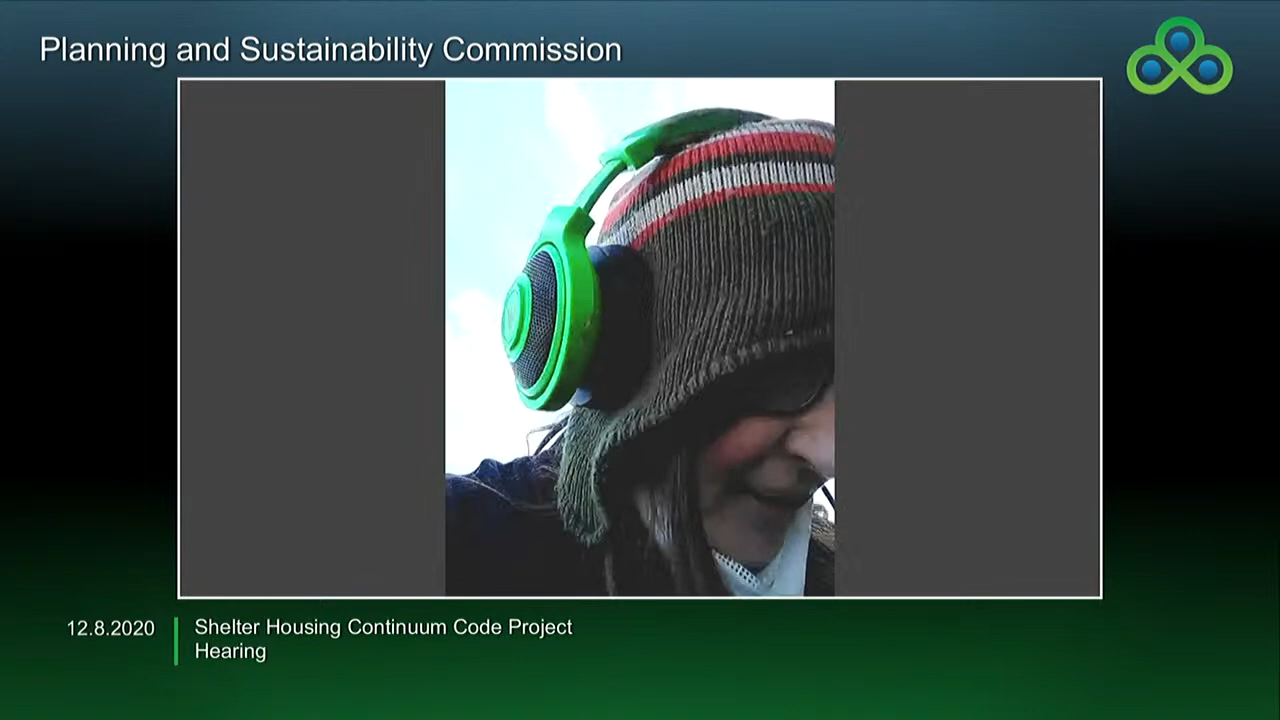 Planning and Sustainability Commission
12.8.2020
Shelter Housing Continuum Code Project
Hearing